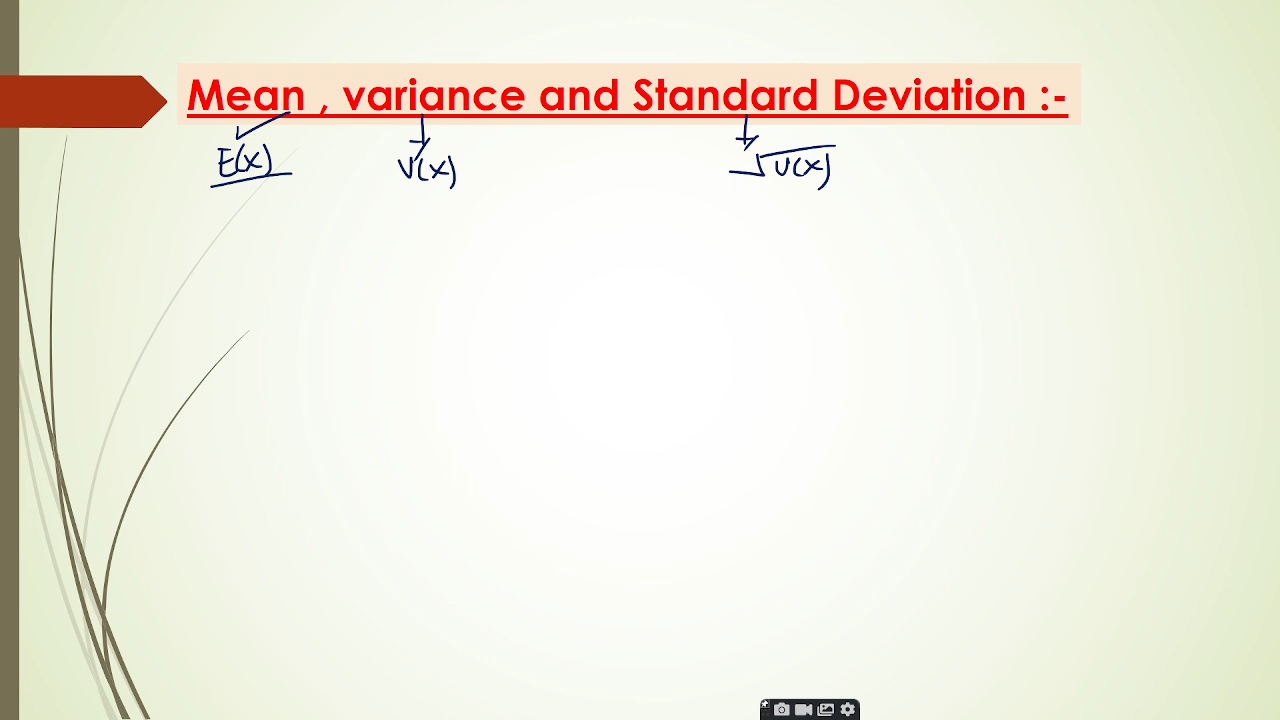 Mean , variance and Standard Deviation :-
E(x) V(x) √V(x)